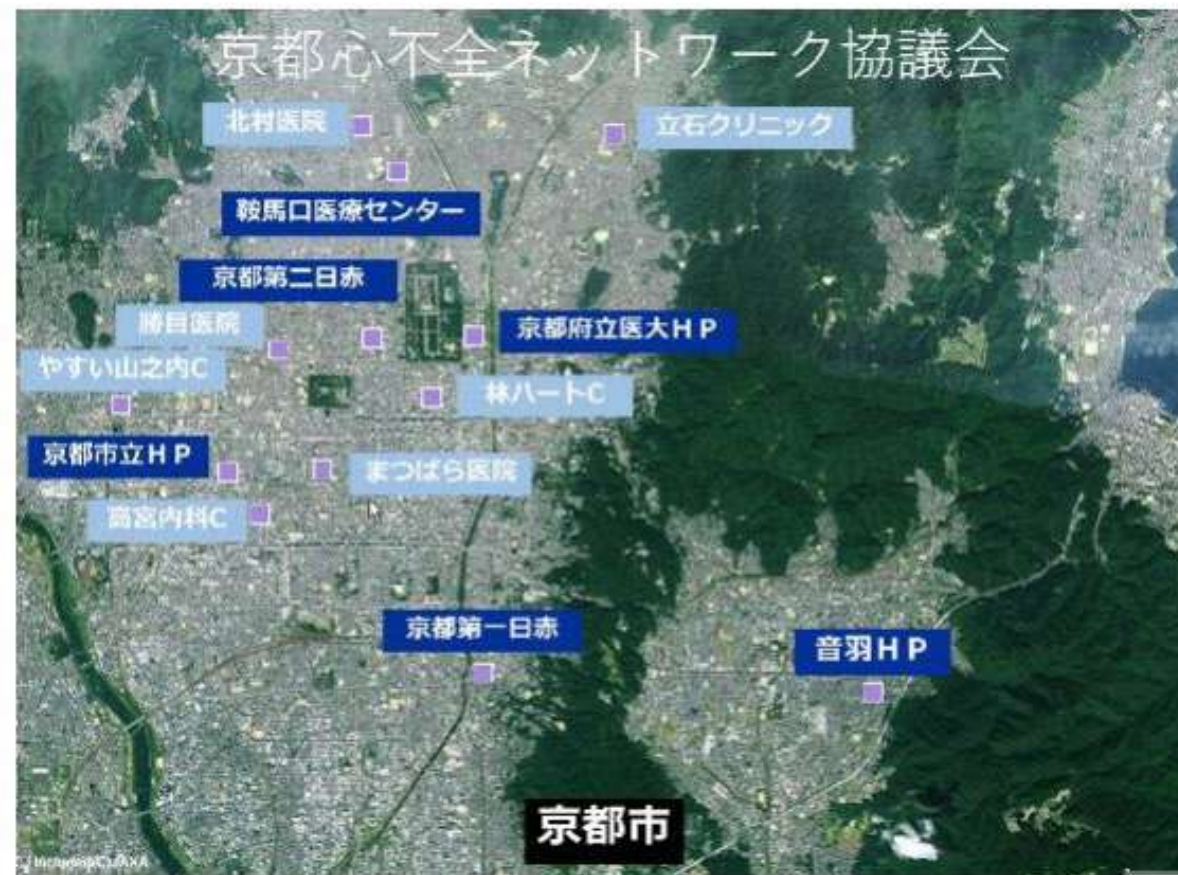 京都心不全ネットワーク協議会
北村医院
立石クリニック
鞍馬口医療センター
京都第二日赤
勝目医院
京都府立医大HP
やすい山之内C
林ハートC
京都市立HP
まつばら医院
高宮内科C
京都第一日赤
音羽HP
京都市